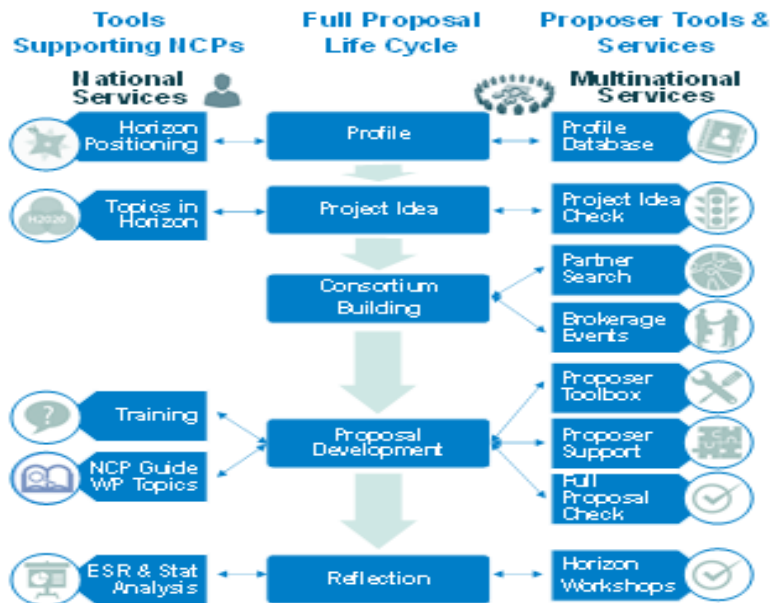 Tools
Supporting NCPs
Full Proposal
Life Cycle
Proposer Tools &
Services
National
Services
Multinational
Services
Horizon
Positioning
Profile
Profile
Database
H2020
Topics in
Horizon
Project Idea
Project Idea
Check
Consortium
Building
Partner
Search
Brokerage
Events
?
Training
NCP Guide
WP Topics
Proposal
Development
Proposer
Toolbox
Proposer
Support
Full
Proposal
Check
ESR & Stat
Analysis
Reflection
Horizon
Workshops